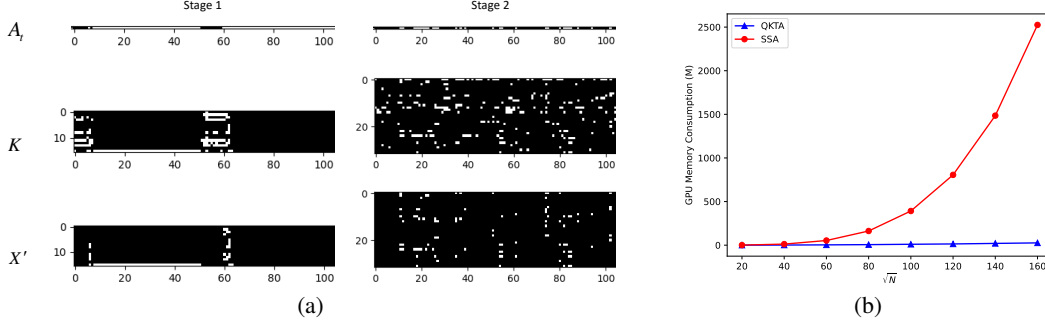 Stage 1
Stage 2
A_t
0 20 40 60 80 100
0 20 40 60 80 100
K
0
10
0 20 40 60 80 100
0
20
0 20 40 60 80 100
X'
0
10
0 20 40 60 80 100
0
20
0 20 40 60 80 100
(a)
QKTA
SSA
GPU Memory Consumption (M)
2500
2000
1500
1000
500
0
20 40 60 80 100 120 140 160
√N
(b)